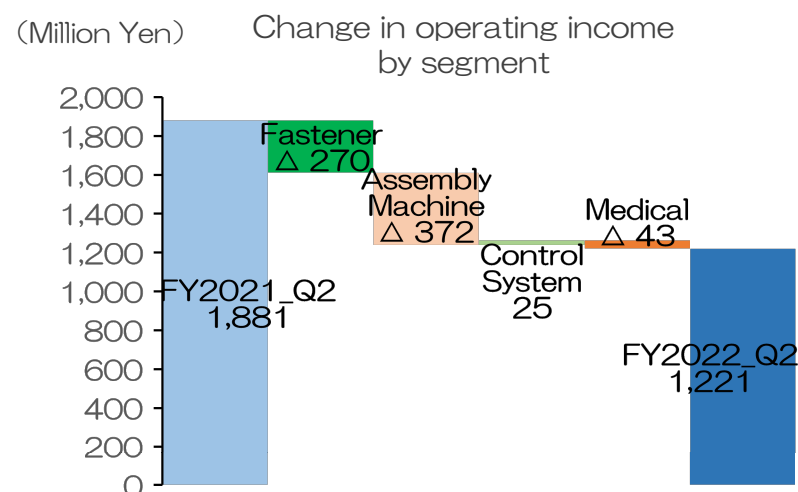 （Million Yen）
Change in operating income
by segment
2,000
1,800
1,600
1,400
1,200
1,000
800
600
400
200
0
FY2021_Q2
1,881
Fastener
△ 270
Assembly
Machine
△ 372
Control
System
25
Medical
△ 43
FY2022_Q2
1,221